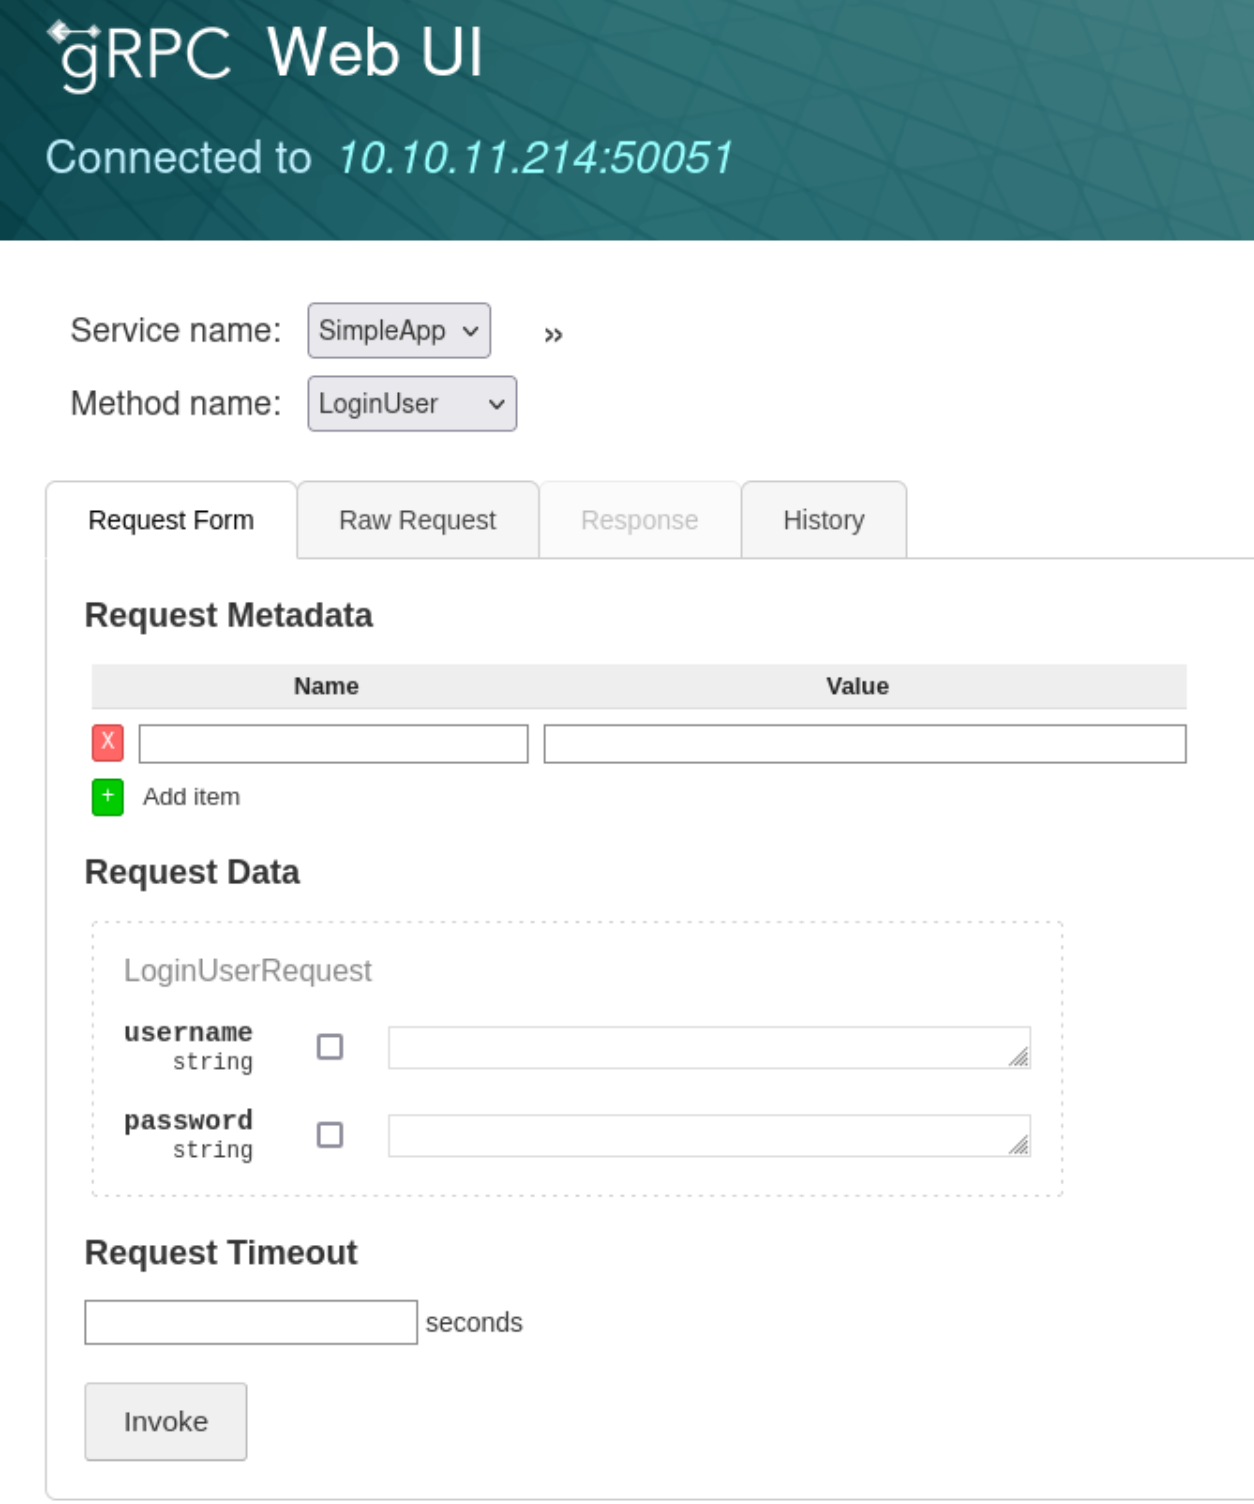 gRPC Web UI
Connected to 10.10.11.214:50051
Service name: SimpleApp »
Method name: LoginUser
Request Form Raw Request Response History
Request Metadata
Name Value
X
+ Add item
Request Data
LoginUserRequest
username
string
password
string
Request Timeout
seconds
Invoke